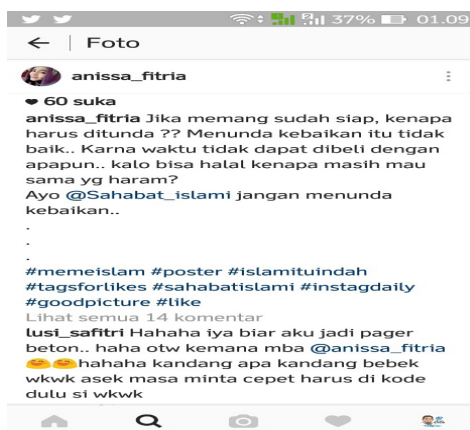 37% 01.09
Foto
anissa_fitria
60 suka
anissa_fitria Jika memang sudah siap, kenapa
harus ditunda ?? Menunda kebaikan itu tidak
baik.. Karna waktu tidak dapat dibeli dengan
apapun.. kalo bisa halal kenapa masih mau
sama yg haram?
Ayo @Sahabat_islami jangan menunda
kebaikan..
.
.
.
#memeislam #poster #islamituindah
#tagsforlikes #sahabatislami #instagdaily
#goodpicture #like
Lihat semua 14 komentar
lusi_safitri Hahaha iya biar aku jadi pager
beton.. haha otw kemana mba @anissa_fitria
😅😅hahaha kandang apa kandang bebek
wkwk asek masa minta cepet harus di kode
dulu si wkwk